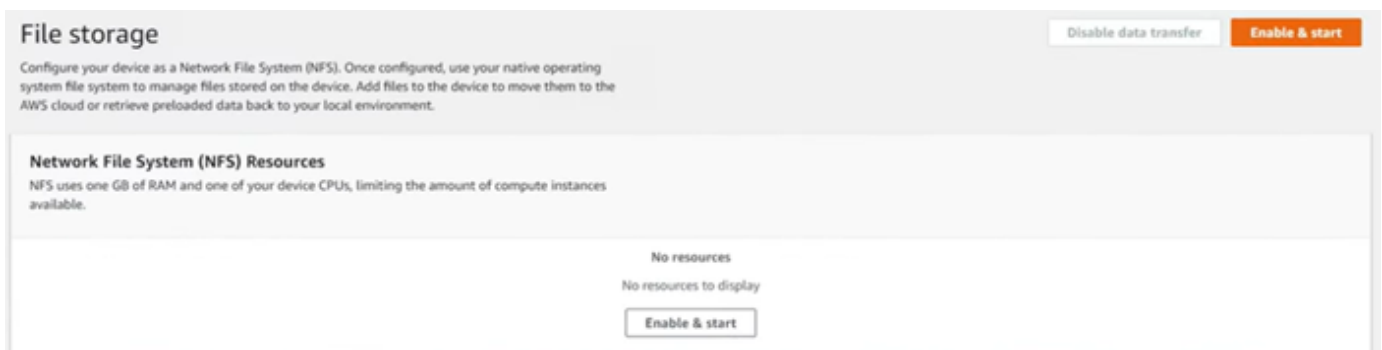 File storage
Disable data transfer
Enable & start
Configure your device as a Network File System (NFS). Once configured, use your native operating
system file system to manage files stored on the device. Add files to the device to move them to the
AWS cloud or retrieve preloaded data back to your local environment.
Network File System (NFS) Resources
NFS uses one GB of RAM and one of your device CPUs, limiting the amount of compute instances
available.
No resources
No resources to display
Enable & start